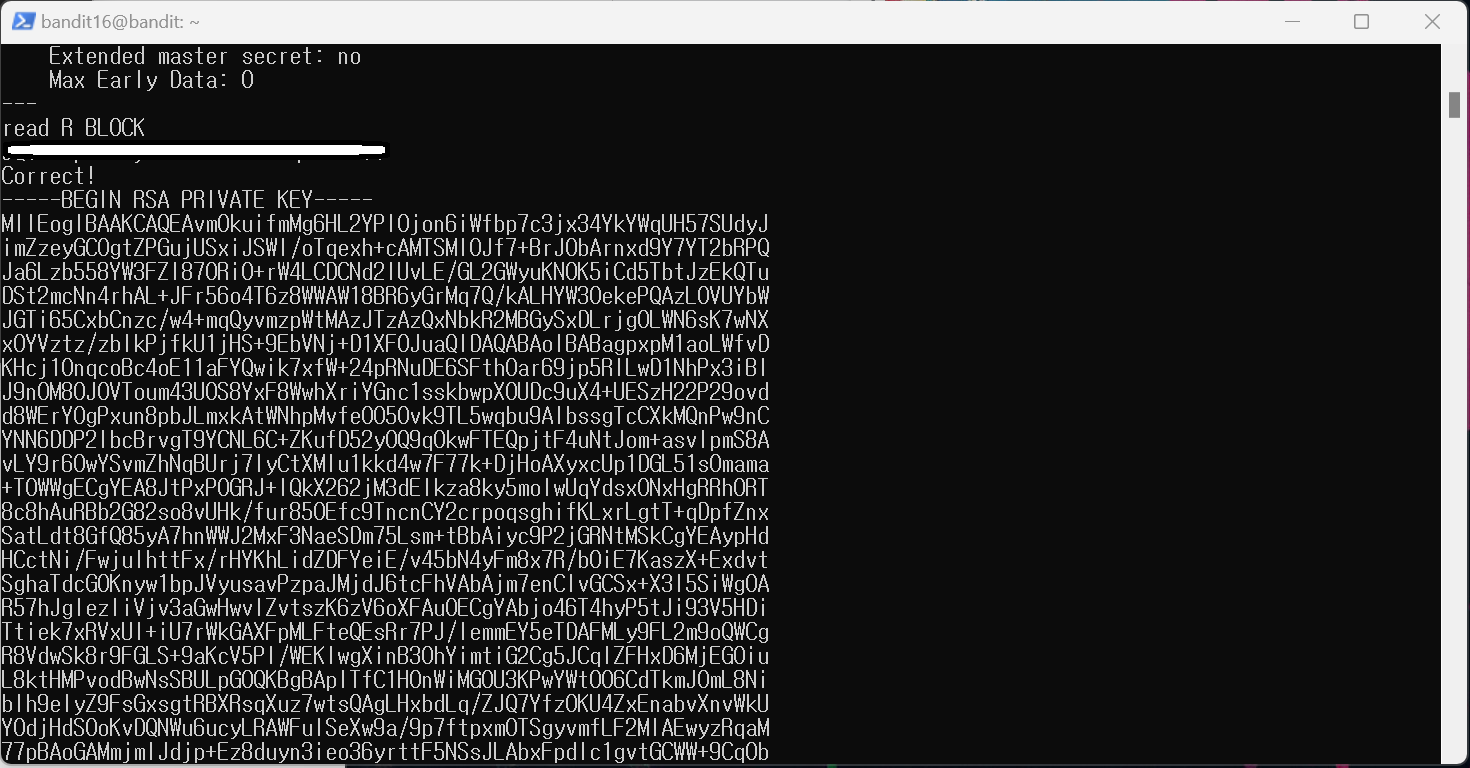 bandit16@bandit: ~
Extended master secret: no
Max Early Data: 0
---
read R BLOCK
Correct!
-----BEGIN RSA PRIVATE KEY-----
MIIEogIBAAKCAQEAvmOkuifmMg6HL2YPIOjon6iWfbp7c3jx34YkYWqUH57SUdyJ
imZzeyGC0gtZPGujUSxiJSWI/oTqexh+cAMTSMlOJf7+BrJObArnxd9Y7YT2bRPQ
Ja6Lzb558YW3FZl87ORiO+rW4LCDCNd2lUvLE/GL2GWyuKN0K5iCd5TbtJzEkQTu
DSt2mcNn4rhAL+JFr56o4T6z8WWAW18BR6yGrMq7Q/kALHYW3OekePQAzL0VUYbW
JGTi65CxbCnzc/w4+mqQyvmzpWtMAzJTzAzQxNbkR2MBGySxDLrjg0LWN6sK7wNX
x0YVztz/zbIkPjfkU1jHS+9EbVNj+D1XFOJuaQIDAQABAoIBABagpxpM1aoLWfvD
KHcj10nqcoBc4oE11aFYQwik7xfW+24pRNuDE6SFthOar69jp5RlLwD1NhPx3iBl
J9nOM8OJ0VToum43UOS8YxF8WwhXriYGnc1sskbwpXOUDc9uX4+UESzH22P29ovd
d8WErY0gPxun8pbJLmxkAtWNhpMvfe0050vk9TL5wqbu9AlbssgTcCXkMQnPw9nC
YNN6DDP2lbcBrvgT9YCNL6C+ZKufD52yOQ9qOkwFTEQpjtF4uNtJom+asvlpmS8A
vLY9r60wYSvmZhNqBUrj7lyCtXMIu1kkd4w7F77k+DjHoAXyxcUp1DGL51sOmama
+TOWWgECgYEA8JtPxP0GRJ+IQkX262jM3dEIkza8ky5moIwUqYdsx0NxHgRRhORT
8c8hAuRBb2G82so8vUHk/fur85OEfc9TncnCY2crpoqsghifKLxrLgtT+qDpfZnx
SatLdt8GfQ85yA7hnWWJ2MxF3NaeSDm75Lsm+tBbAiyc9P2jGRNtMSkCgYEAypHd
HCctNi/FwjulhttFx/rHYKhLidZDFYeiE/v45bN4yFm8x7R/b0iE7KaszX+Exdvt
SghaTdcG0Knyw1bpJVyusavPzpaJMjdJ6tcFhVAbAjm7enCIvGCSx+X3l5SiWg0A
R57hJglezIiVjv3aGwHwvlZvtszK6zV6oXFAu0ECgYAbjo46T4hyP5tJi93V5HDi
Ttiek7xRVxUl+iU7rWkGAXFpMLFteQEsRr7PJ/lemmEY5eTDAFMLy9FL2m9oQWCg
R8VdwSk8r9FGLS+9aKcV5PI/WEKlwgXinB3OhYimtiG2Cg5JCqIZFHxD6MjEGOiu
L8ktHMPvodBwNsSBULpG0QKBgBAplTfC1HOnWiMGOU3KPwYWt0O6CdTkmJOmL8Ni
blh9elyZ9FsGxsgtRBXRsqXuz7wtsQAgLHxbdLq/ZJQ7YfzOKU4ZxEnabvXnvWkU
YOdjHdSOoKvDQNWu6ucyLRAWFuISeXw9a/9p7ftpxm0TSgyvmfLF2MIAEwyzRqaM
77pBAoGAMmjmIJdjp+Ez8duyn3ieo36yrttF5NSsJLAbxFpdlc1gvtGCWW+9Cq0b